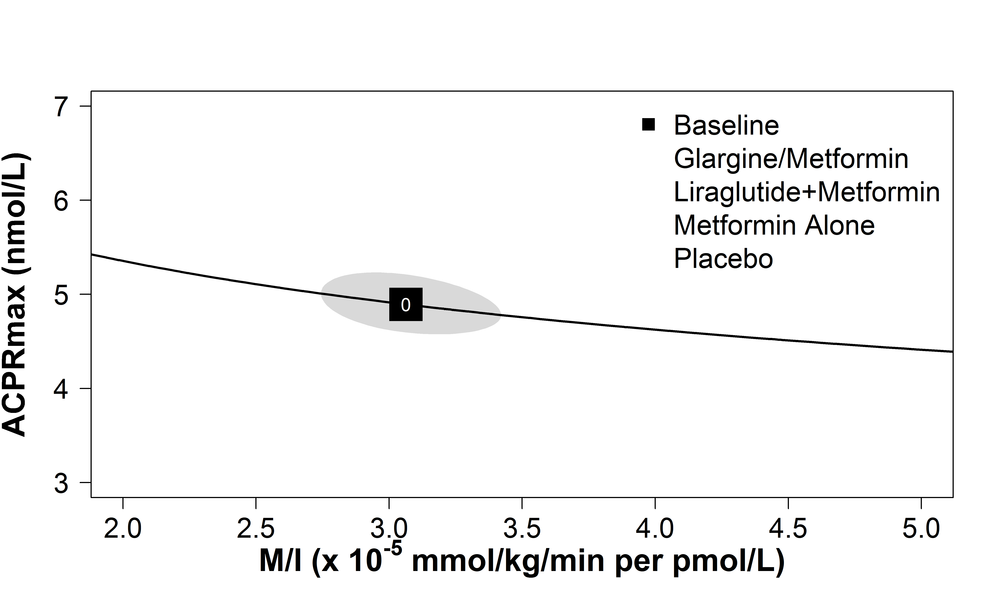 ACPRmax (nmol/L)
7
6
5
4
3
Baseline
Glargine/Metformin
Liraglutide+Metformin
Metformin Alone
Placebo
0
2.0 2.5 3.0 3.5 4.0 4.5 5.0
M/I (x 10⁻⁵ mmol/kg/min per pmol/L)